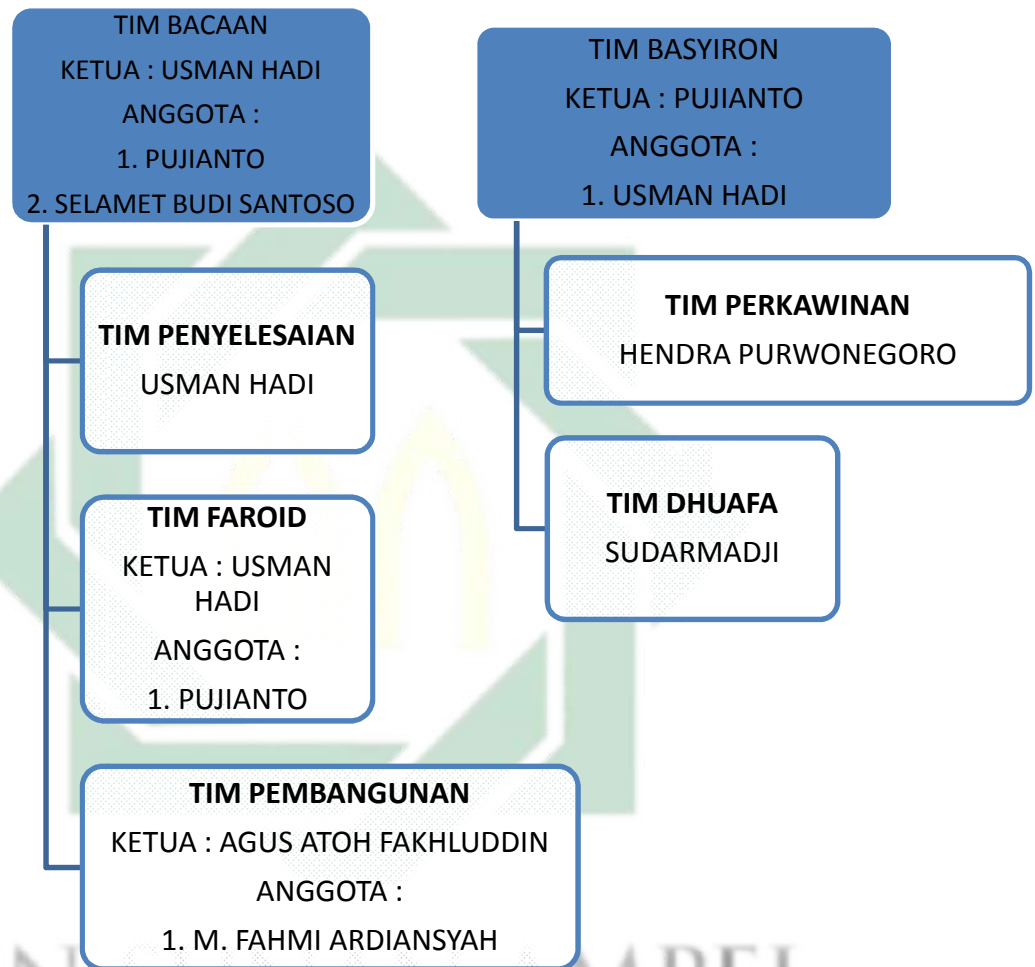 TIM BACAAN
KETUA : USMAN HADI
ANGGOTA :
1. PUJIANTO
2. SELAMET BUDI SANTOSO
TIM PENYELESAIAN
USMAN HADI
TIM FAROID
KETUA : USMAN
HADI
ANGGOTA :
1. PUJIANTO
TIM PEMBANGUNAN
KETUA : AGUS ATOH FAKHLUDDIN
ANGGOTA :
1. M. FAHMI ARDIANSYAH
TIM BASYIRON
KETUA : PUJIANTO
ANGGOTA :
1. USMAN HADI
TIM PERKAWINAN
HENDRA PURWONEGORO
TIM DHUAFA
SUDARMADJI